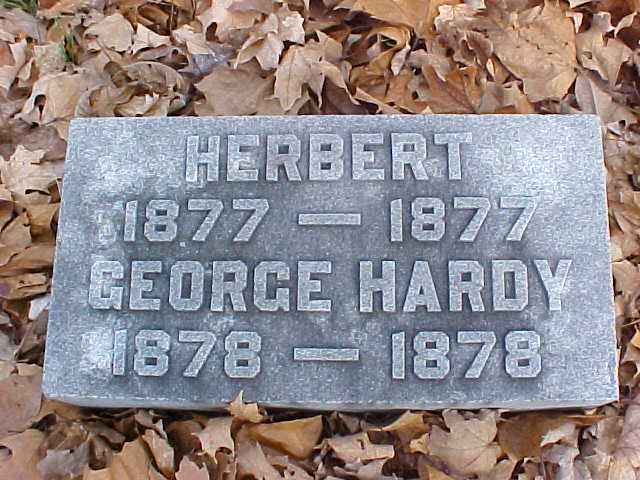 HERBERT
1877 — 1877
GEORGE HARDY
1878 — 1878